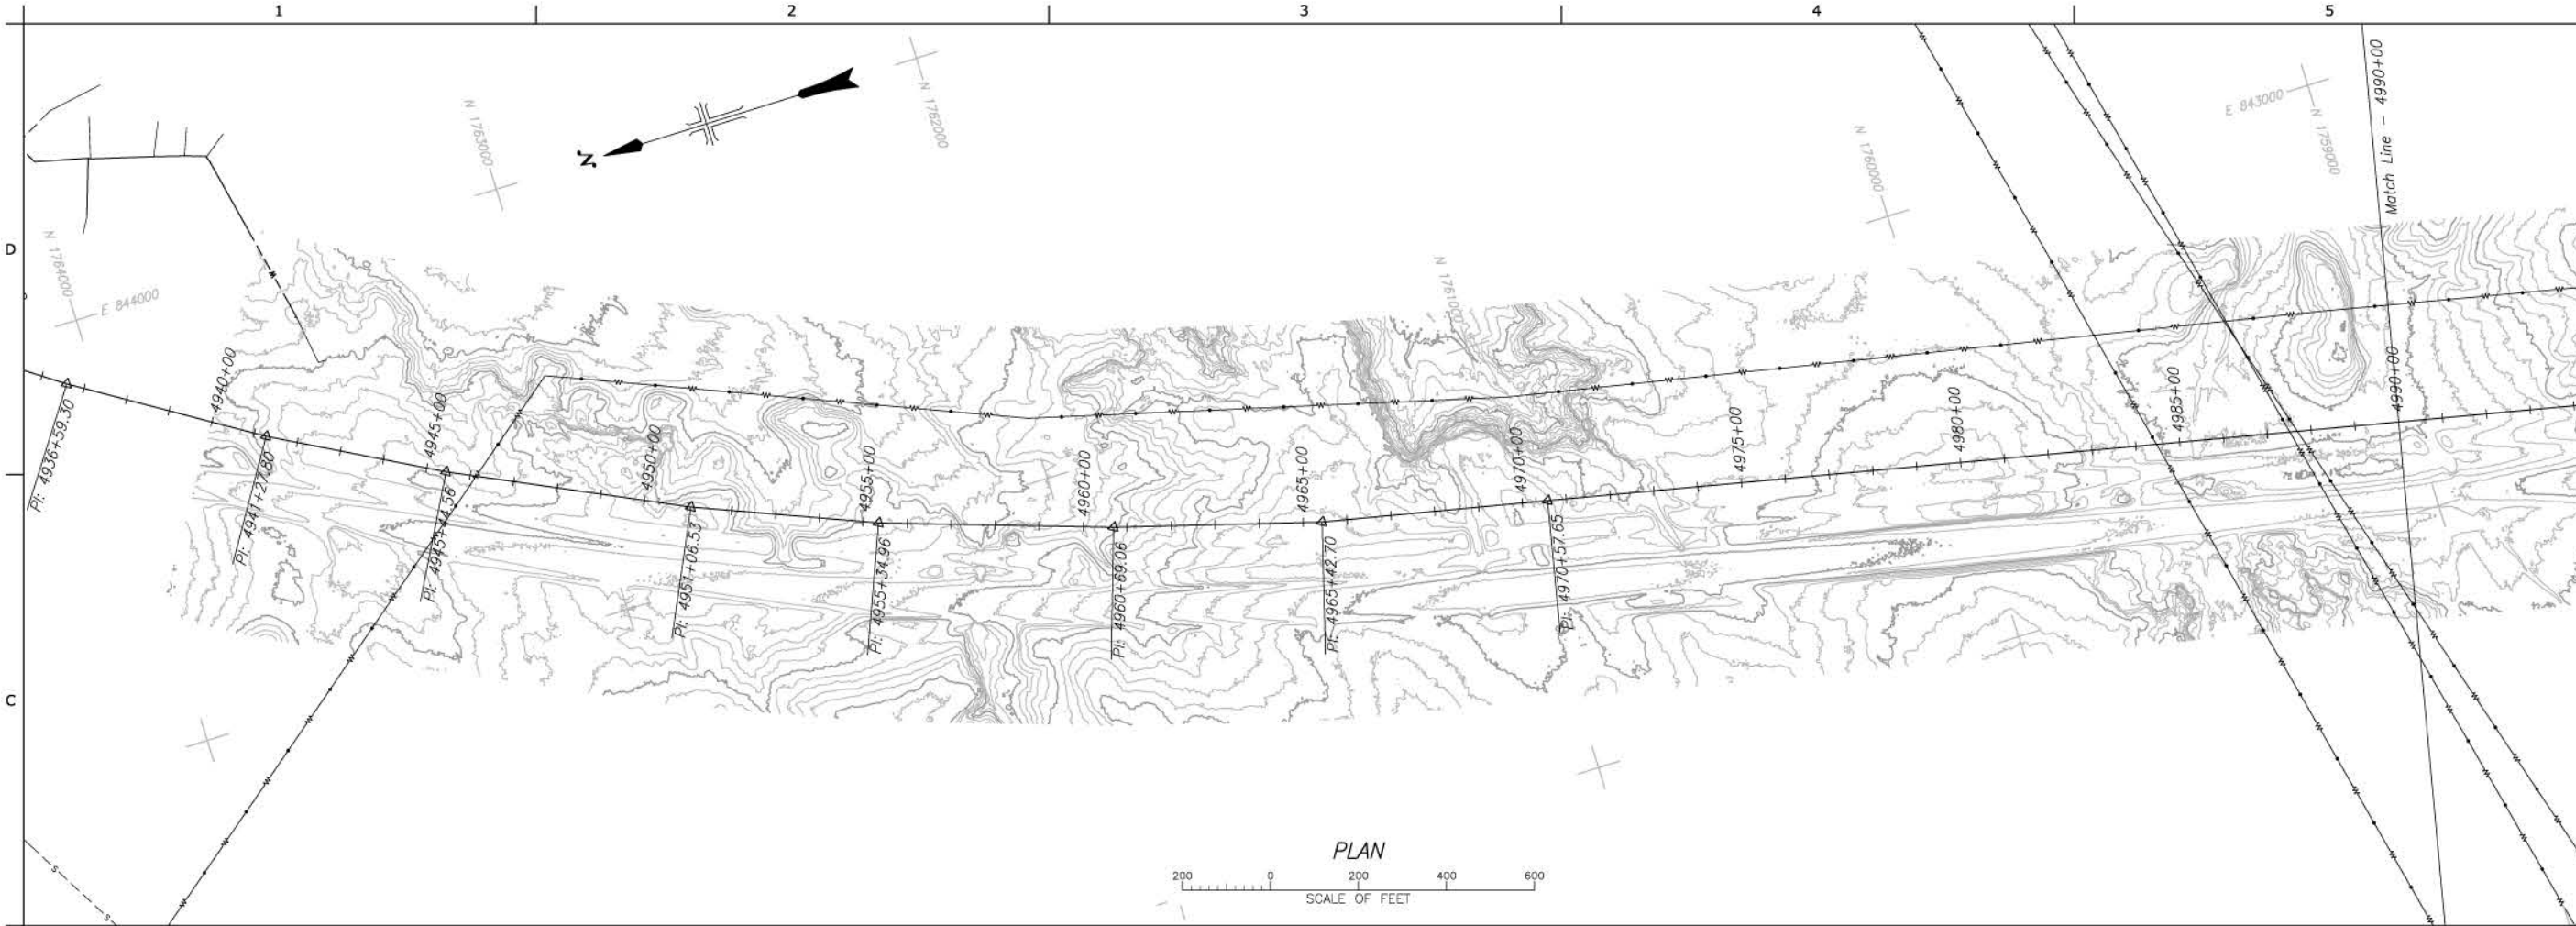 1 2 3 4 5
D
C
N
N 1764000
E 844000
N 1763000
N 1762000
N 1761000
N 1760000
E 843000
N 1759000
Match Line - 4990+00
4940+00
4945+00
4950+00
4955+00
4960+00
4965+00
4970+00
4975+00
4980+00
4985+00
4990+00
PI: 4936+59.30
PI: 4941+27.80
PI: 4945+44.56
PI: 4951+06.53
PI: 4955+34.96
PI: 4960+69.06
PI: 4965+42.70
PI: 4970+57.65
S
S
PLAN
200 0 200 400 600
SCALE OF FEET